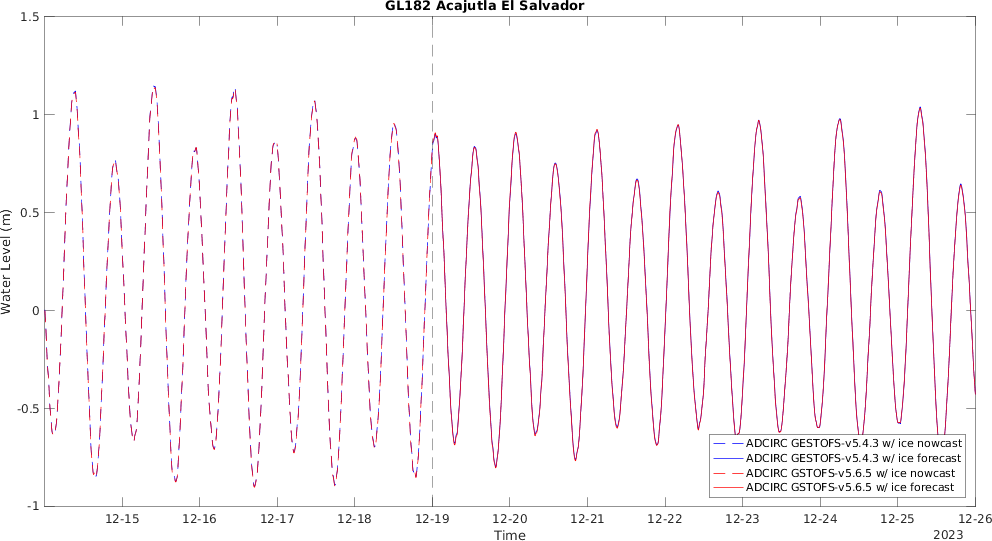 GL182 Acajutla El Salvador
Water Level (m)
1.5
1
0.5
0
-0.5
-1
12-15 12-16 12-17 12-18 12-19 12-20 12-21 12-22 12-23 12-24 12-25 12-26
Time
2023
ADCIRC GESTOFS-v5.4.3 w/ ice nowcast
ADCIRC GESTOFS-v5.4.3 w/ ice forecast
ADCIRC GSTOFS-v5.6.5 w/ ice nowcast
ADCIRC GSTOFS-v5.6.5 w/ ice forecast